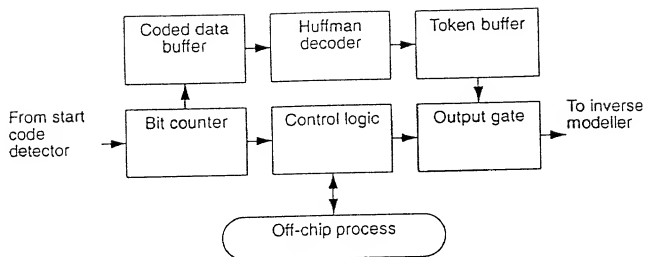 Coded data
buffer
Huffman
decoder
Token buffer
From start
code
detector
Bit counter
Control logic
Output gate
To inverse
modeller
Off-chip process